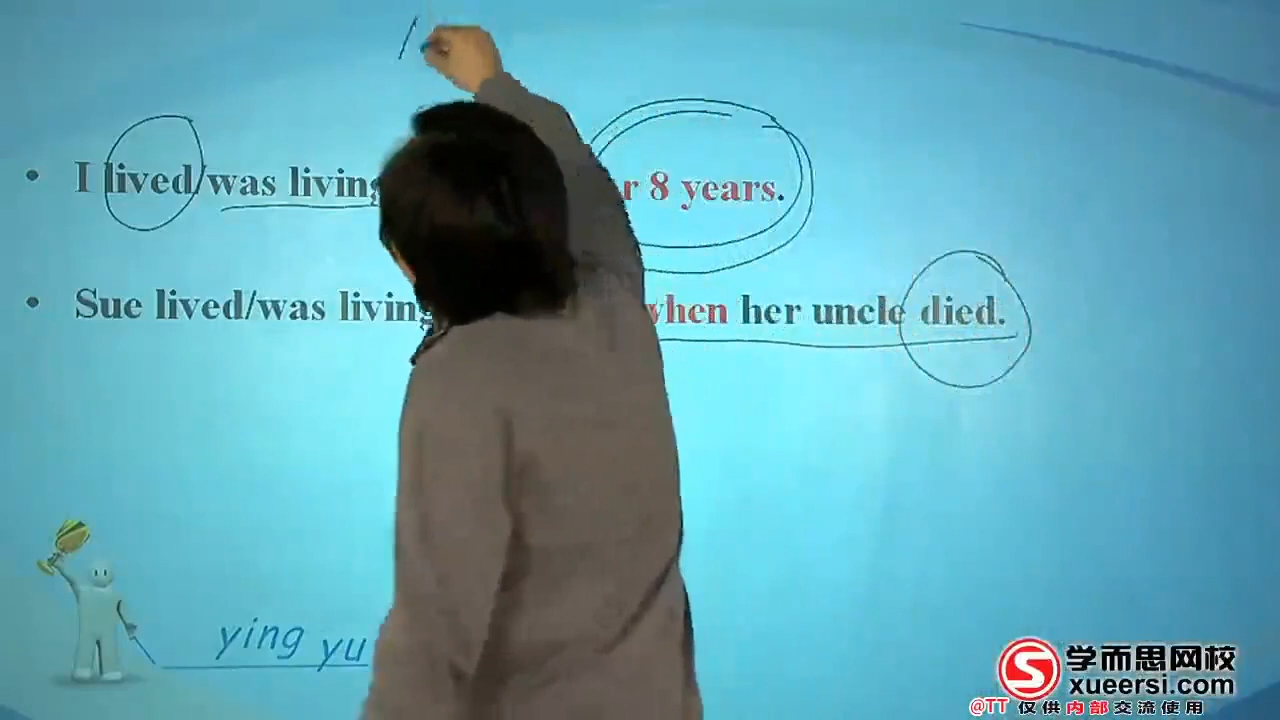 • I lived/was living r 8 years.
• Sue lived/was living when her uncle died.
ying yu
学而思网校
xueersi.com
@TT 仅供内部交流使用